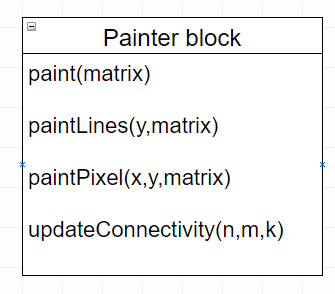 Painter block
paint(matrix)
paintLines(y,matrix)
paintPixel(x,y,matrix)
updateConnectivity(n,m,k)